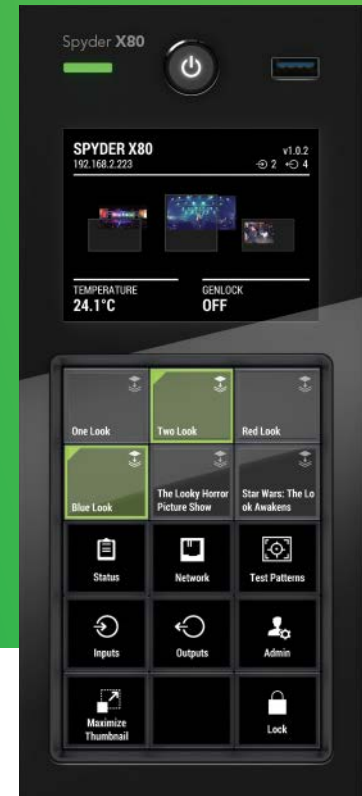 Spyder X80
SPYDER X80
192.168.2.223
v1.0.2
2 4
TEMPERATURE
24.1°C
GENLOCK
OFF
One Look
Two Look
Red Look
Blue Look
The Looky Horror
Picture Show
Star Wars: The Lo
ok Awakens
Status
Network
Test Patterns
Inputs
Outputs
Admin
Maximize
Thumbnail
Lock